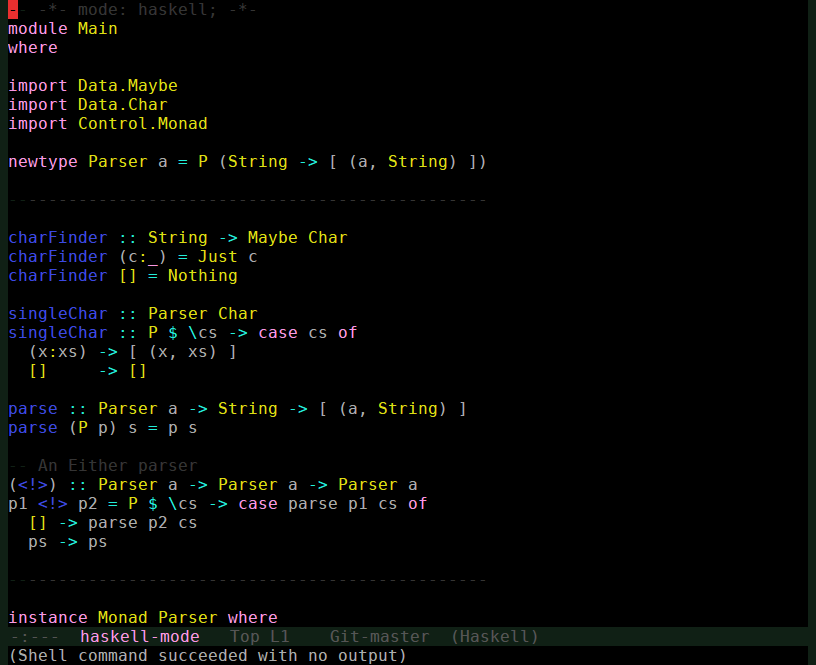 -- -*- mode: haskell; -*-
module Main
where
import Data.Maybe
import Data.Char
import Control.Monad
newtype Parser a = P (String -> [ (a, String) ])
------------------------------------------------
charFinder :: String -> Maybe Char
charFinder (c:_) = Just c
charFinder [] = Nothing
singleChar :: Parser Char
singleChar :: P $ \cs -> case cs of
  (x:xs) -> [ (x, xs) ]
  []     -> []
parse :: Parser a -> String -> [ (a, String) ]
parse (P p) s = p s
-- An Either parser
(<!>) :: Parser a -> Parser a -> Parser a
p1 <!> p2 = P $ \cs -> case parse p1 cs of
  [] -> parse p2 cs
  ps -> ps
------------------------------------------------
instance Monad Parser where
-:---  haskell-mode   Top L1    Git-master  (Haskell)
(Shell command succeeded with no output)